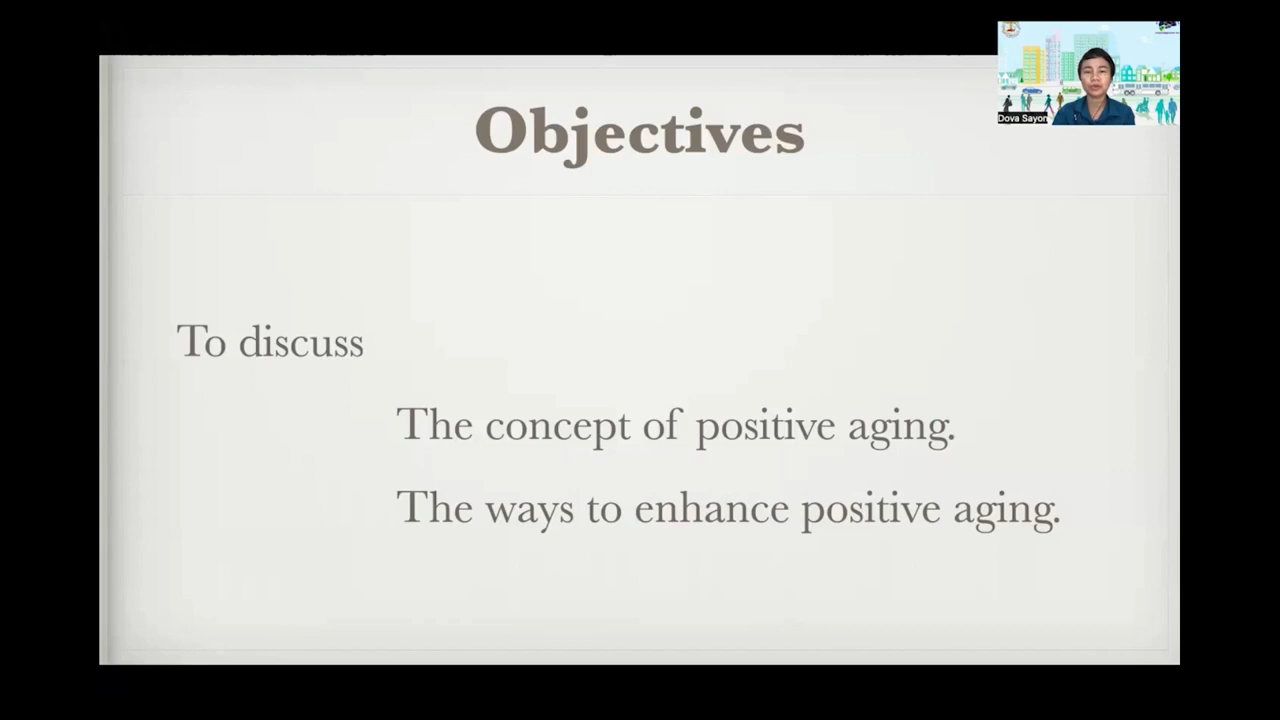 Objectives
Dova Sayon
To discuss
The concept of positive aging.
The ways to enhance positive aging.